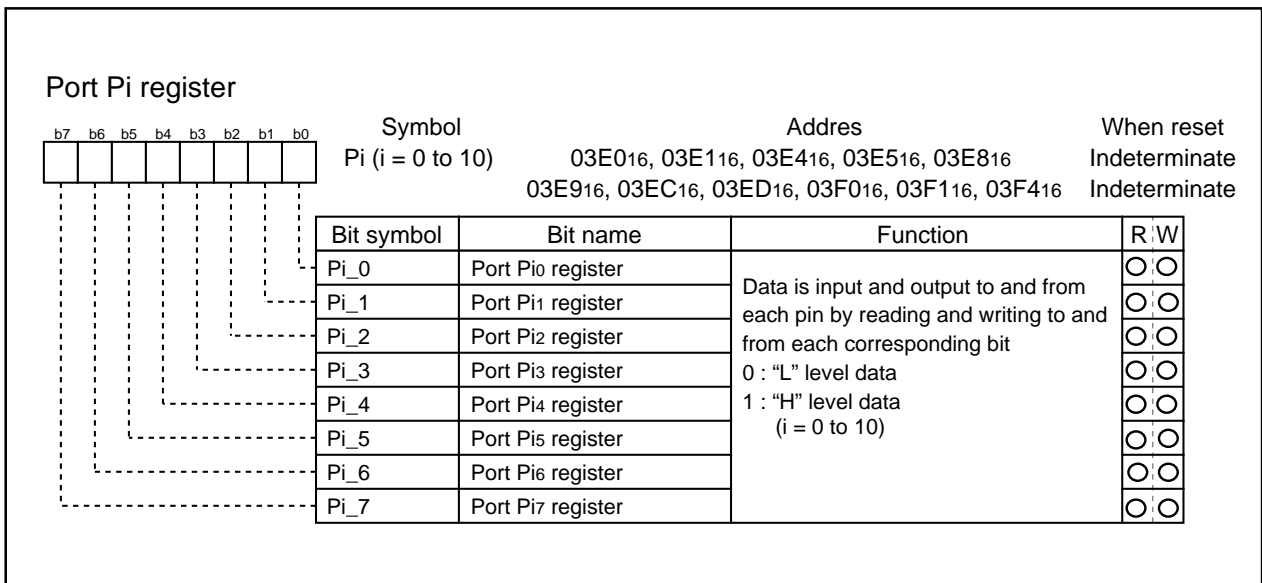 Port Pi register
b7 b6 b5 b4 b3 b2 b1 b0
Symbol Addres When reset
Pi (i = 0 to 10) 03E016, 03E116, 03E416, 03E516, 03E816 Indeterminate
03E916, 03EC16, 03ED16, 03F016, 03F116, 03F416 Indeterminate
Bit symbol Bit name Function R W
Pi_0 Port Pi0 register
Pi_1 Port Pi1 register
Pi_2 Port Pi2 register
Pi_3 Port Pi3 register
Pi_4 Port Pi4 register
Pi_5 Port Pi5 register
Pi_6 Port Pi6 register
Pi_7 Port Pi7 register
Data is input and output to and from
each pin by reading and writing to and
from each corresponding bit
0 : “L” level data
1 : “H” level data
(i = 0 to 10)